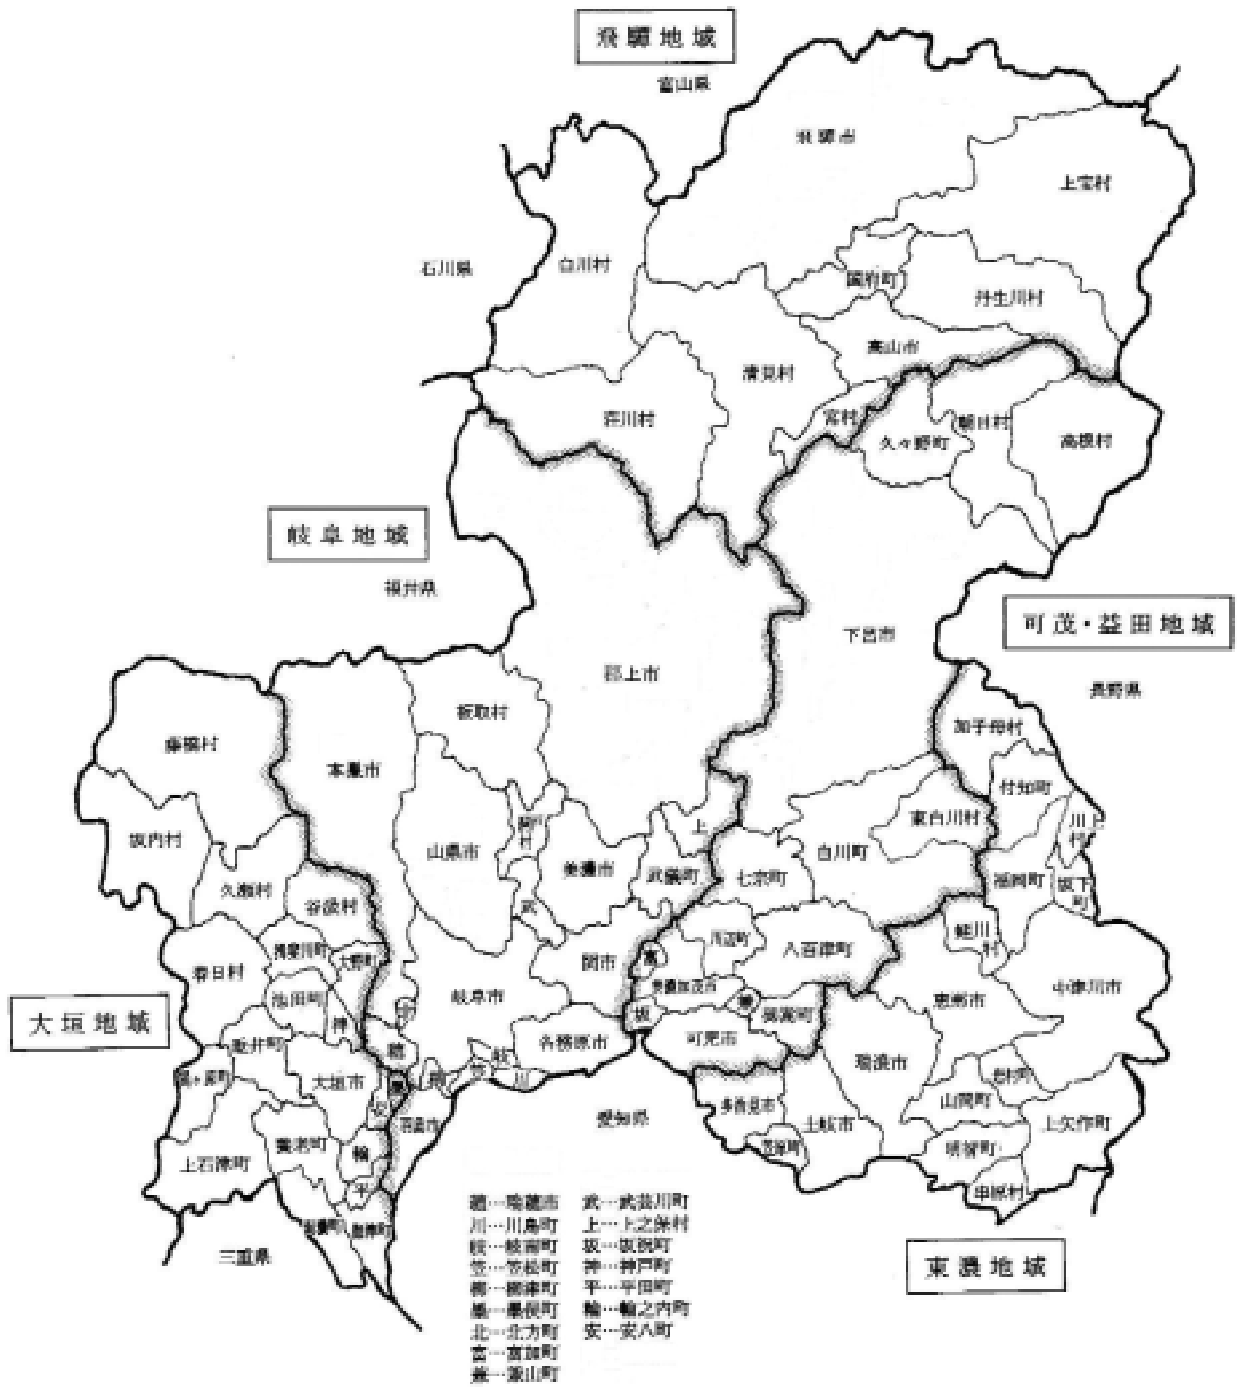 飛驒地域
富山県
飛驒市
上宝村
石川県
白川村
国府町
丹生川村
高山市
清見村
荘川村
宮村
久々野町
朝日村
高根村
岐阜地域
福井県
可茂・益田地域
下呂市
長野県
郡上市
板取村
藤橋村
本巣市
加子母村
付知町
川上村
坂内村
山県市
洞戸村
美濃市
上
武儀町
七宗町
白川町
東白川村
福岡町
坂下町
久瀬村
谷汲村
武
蛭川村
春日村
揖斐川町
大野町
関市
富
川辺町
八百津町
大垣地域
池田町
神
北
岐阜市
美濃加茂市
兼
御嵩町
恵那市
中津川市
垂井町
穂
各務原市
坂
可児市
瑞浪市
関ヶ原町
大垣市
安
墨
柳
笠
岐
川
岩村町
山岡町
羽島市
愛知県
多治見市
土岐市
笠原町
上矢作町
明智町
串原村
上石津町
養老町
輪
平
南濃町
海津町
三重県
東濃地域
穂…瑞穂市
川…川島町
岐…岐南町
笠…笠松町
柳…柳津町
墨…墨俣町
北…北方町
富…富加町
兼…兼山町
武…武芸川町
上…上之保村
坂…坂祝町
神…神戸町
平…平田町
輪…輪之内町
安…安八町